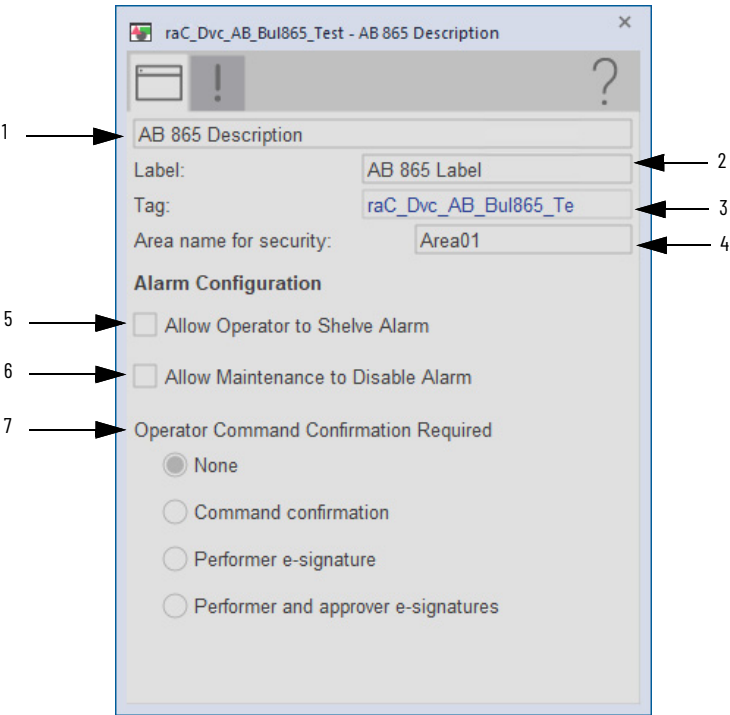 raC_Dvc_AB_Bul865_Test - AB 865 Description
1 AB 865 Description
Label: AB 865 Label 2
Tag: raC_Dvc_AB_Bul865_Te 3
Area name for security: Area01 4
Alarm Configuration
5 Allow Operator to Shelve Alarm
6 Allow Maintenance to Disable Alarm
7 Operator Command Confirmation Required
None
Command confirmation
Performer e-signature
Performer and approver e-signatures